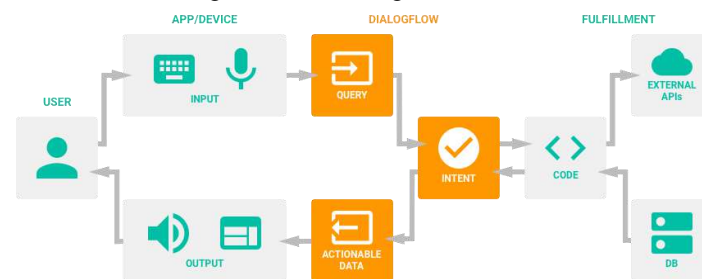 APP/DEVICE
DIALOGFLOW
FULFILLMENT
USER
INPUT
QUERY
EXTERNAL
APIs
INTENT
CODE
OUTPUT
ACTIONABLE
DATA
DB